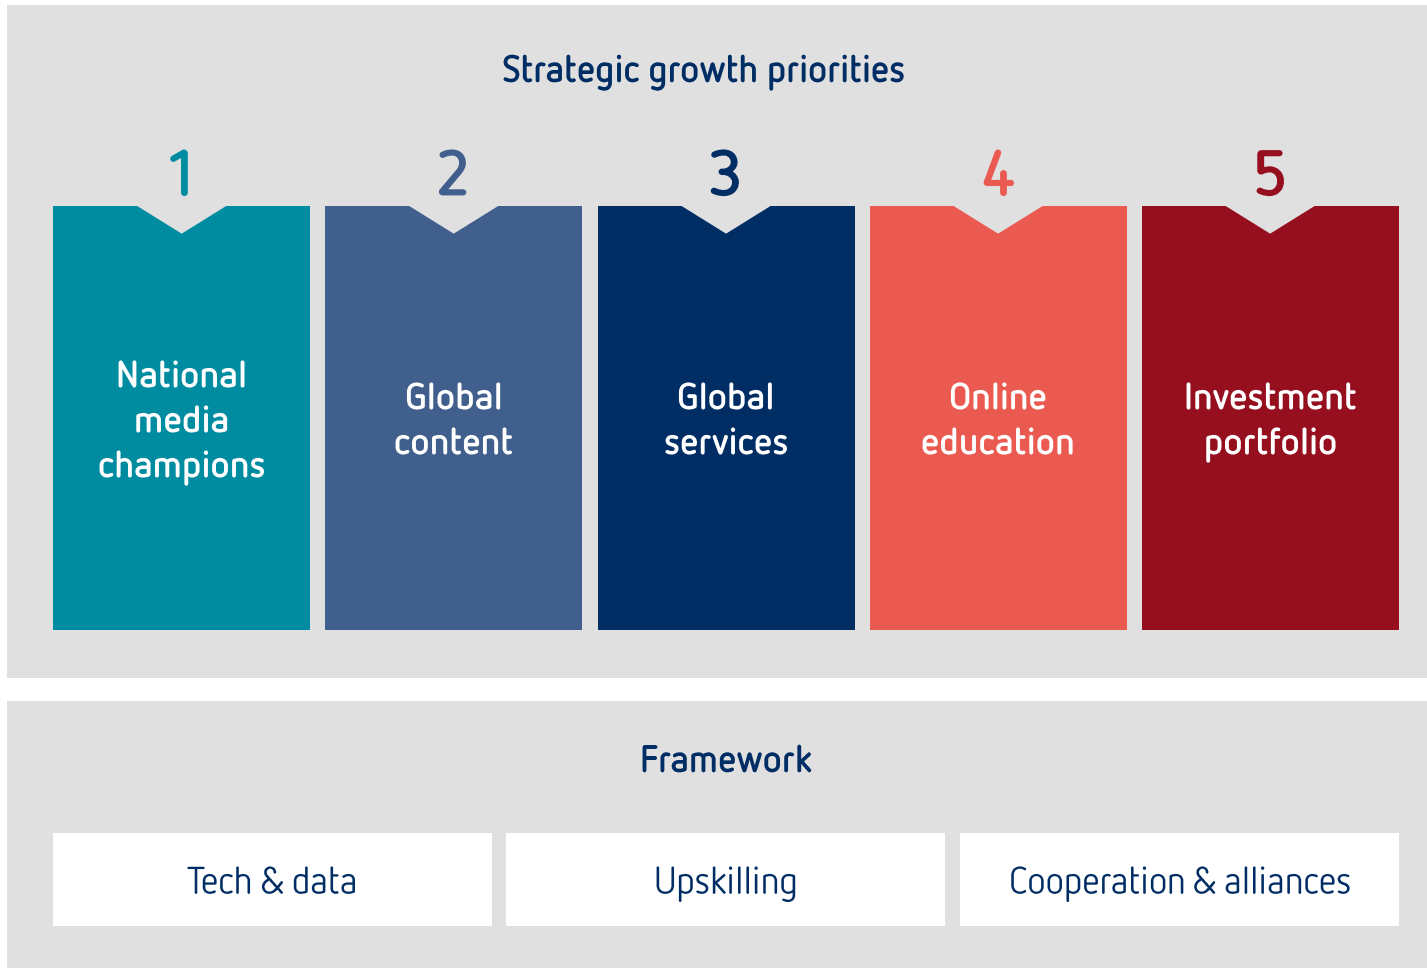 Strategic growth priorities
1
2
3
4
5
National
media
champions
Global
content
Global
services
Online
education
Investment
portfolio
Framework
Tech & data
Upskilling
Cooperation & alliances